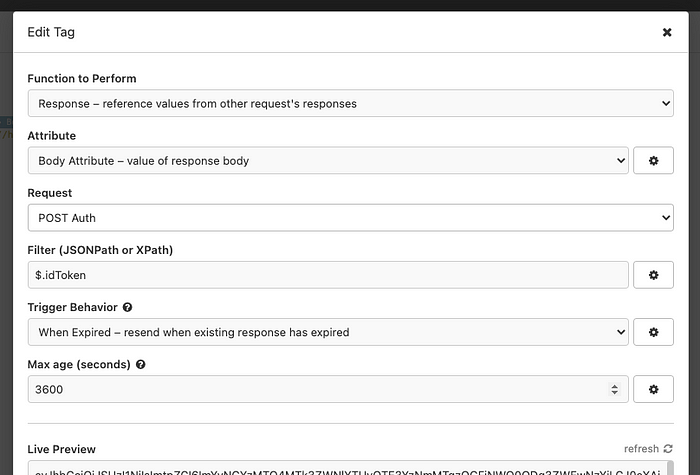 Edit Tag
Function to Perform
Response – reference values from other request's responses
Attribute
Body Attribute – value of response body
Request
POST Auth
Filter (JSONPath or XPath)
$.idToken
Trigger Behavior
When Expired – resend when existing response has expired
Max age (seconds)
3600
Live Preview
refresh